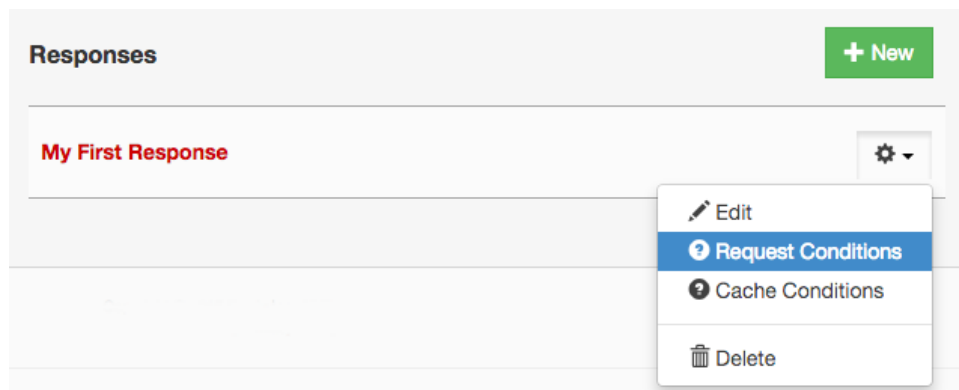 Responses
+ New
My First Response
Edit
Request Conditions
Cache Conditions
Delete